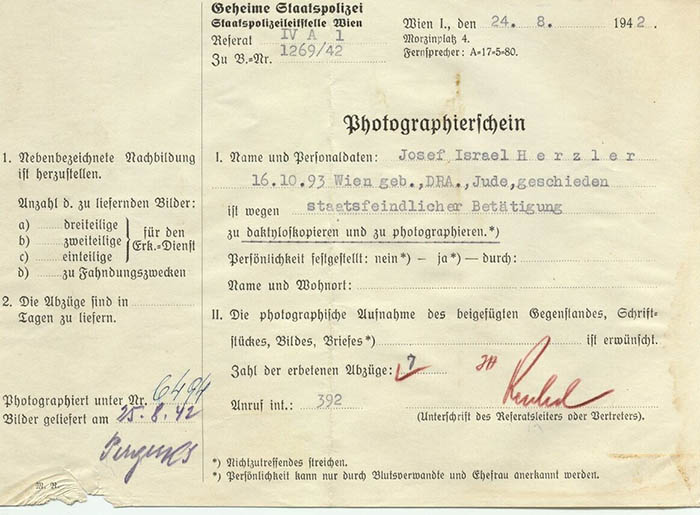 Geheime Staatspolizei
Staatspolizeileitstelle Wien
Referat IV A 1
Zu B.-Nr. 1269/42
Wien I., den 24. 8. 1942.
Morzinplatz 4.
Fernsprecher: A-17-5-80.
1. Nebenbezeichnete Nachbildung
ist herzustellen.
Anzahl d. zu liefernden Bilder:
a) dreiteilige
b) zweiteilige
c) einteilige
für den
Erk.-Dienst
d) zu Fahndungszwecken
2. Die Abzüge sind in
Tagen zu liefern.
Photographiert unter Nr. 6494
Bilder geliefert am 25.8.42
M. B.
Photographierschein
I. Name und Personaldaten: Josef Israel Herzler
16.10.93 Wien geb.,DRA.,Jude,geschieden
ist wegen staatsfeindlicher Betätigung
zu daktyloskopieren und zu photographieren.*)
Persönlichkeit festgestellt: nein*) – ja*) – durch:
Name und Wohnort:
II. Die photographische Aufnahme des beigefügten Gegenstandes, Schrift-
stückes, Bildes, Briefes*) ist erwünscht.
Zahl der erbetenen Abzüge: 7
Anruf int.: 392
(Unterschrift des Referatsleiters oder Vertreters).
*) Nichtzutreffendes streichen.
*) Persönlichkeit kann nur durch Blutsverwandte und Ehefrau anerkannt werden.